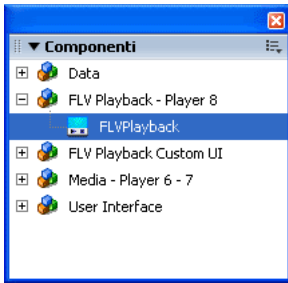 Componenti
Data
FLV Playback - Player 8
FLVPlayback
FLV Playback Custom UI
Media - Player 6 - 7
User Interface